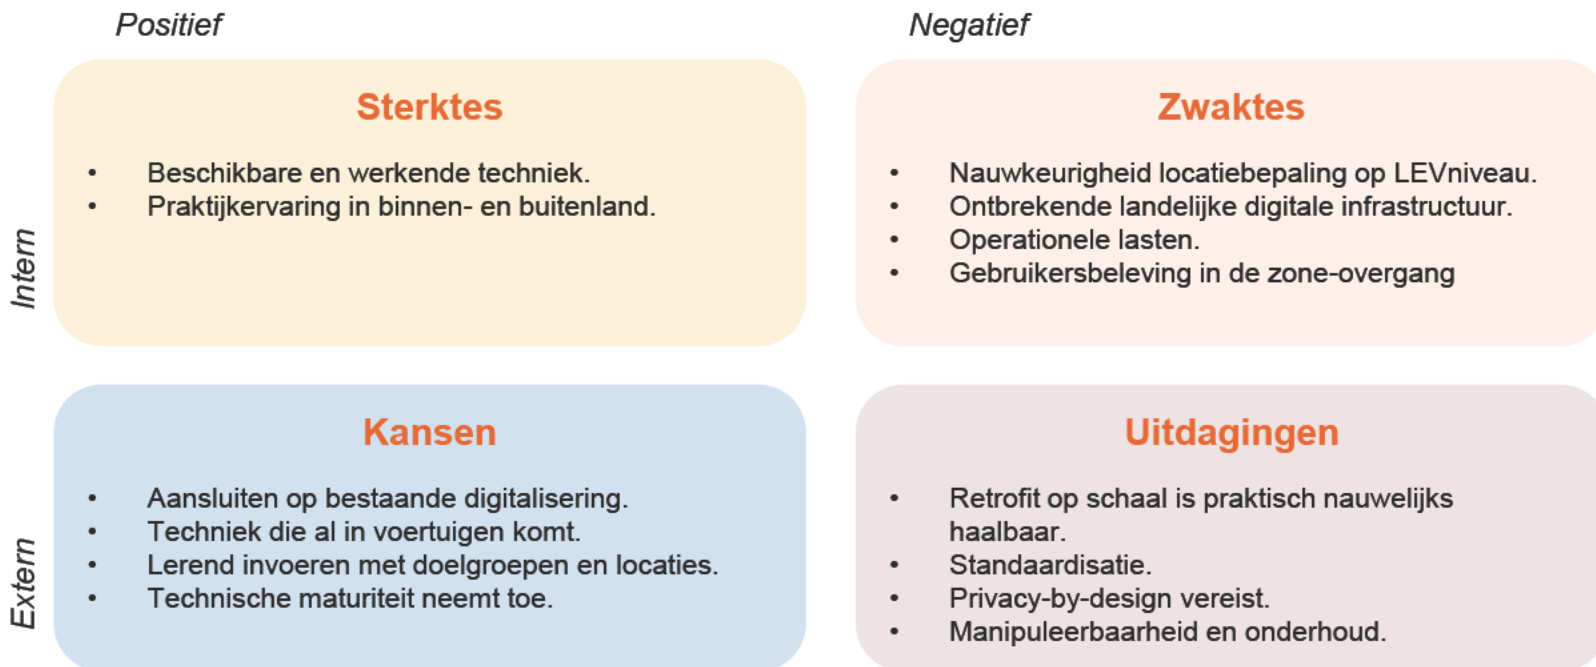 Positief
Negatief
Intern
Sterktes
• Beschikbare en werkende techniek.
• Praktijkervaring in binnen- en buitenland.
Zwaktes
• Nauwkeurigheid locatiebepaling op LEVniveau.
• Ontbrekende landelijke digitale infrastructuur.
• Operationele lasten.
• Gebruikersbeleving in de zone-overgang
Extern
Kansen
• Aansluiten op bestaande digitalisering.
• Techniek die al in voertuigen komt.
• Lerend invoeren met doelgroepen en locaties.
• Technische maturiteit neemt toe.
Uitdagingen
• Retrofit op schaal is praktisch nauwelijks
haalbaar.
• Standaardisatie.
• Privacy-by-design vereist.
• Manipuleerbaarheid en onderhoud.